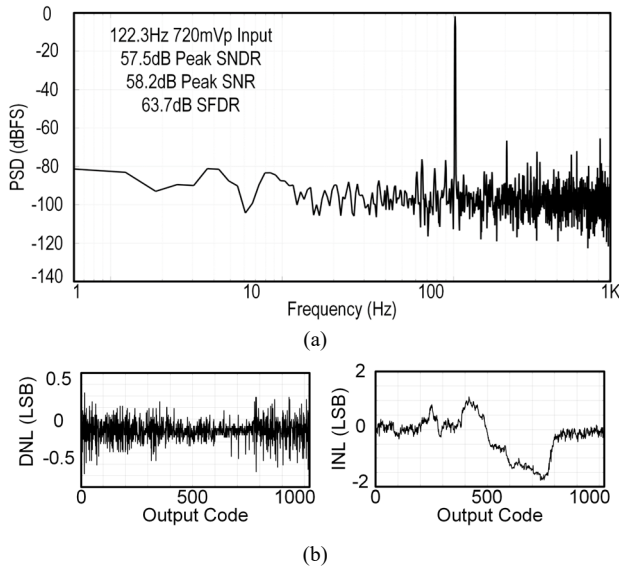 0
-20
-40
-60
-80
-100
-120
-140
PSD (dBFS)
122.3Hz 720mVp Input
57.5dB Peak SNDR
58.2dB Peak SNR
63.7dB SFDR
1 10 100 1K
Frequency (Hz)
(a)
0.5
0
-0.5
DNL (LSB)
0 500 1000
Output Code
2
0
-2
INL (LSB)
0 500 1000
Output Code
(b)